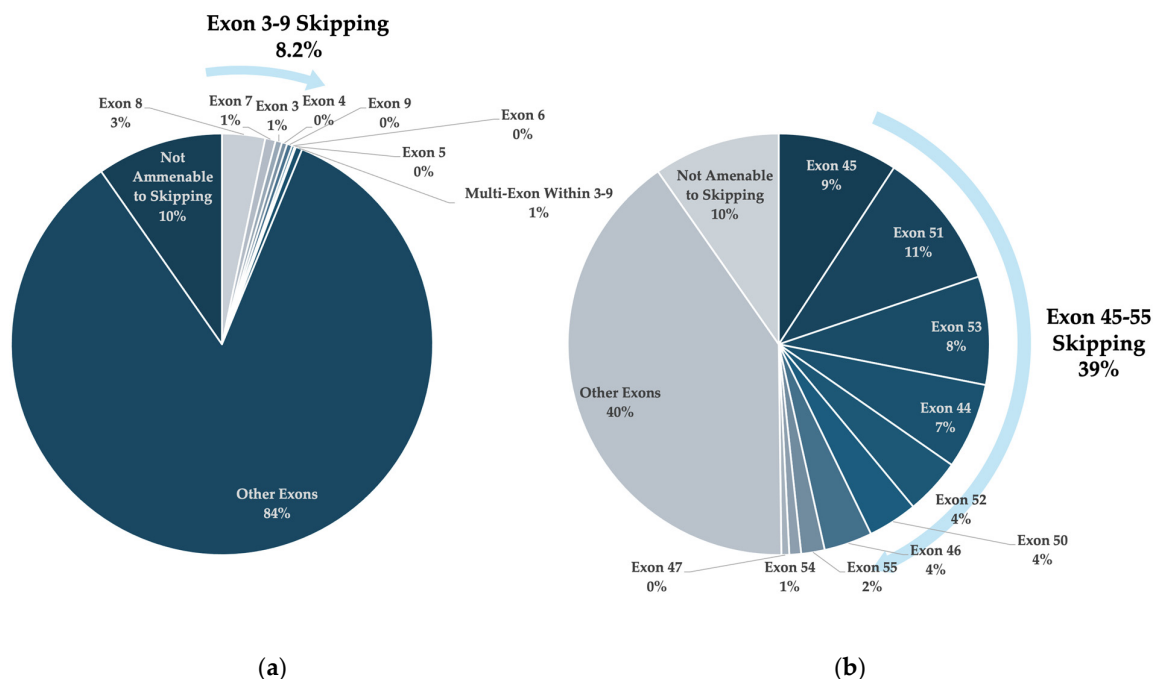 Exon 3-9 Skipping
8.2%
Exon 8
3%
Exon 7
1%
Exon 3
1%
Exon 4
0%
Exon 9
0%
Exon 6
0%
Exon 5
0%
Multi-Exon Within 3-9
1%
Not
Ammenable
to Skipping
10%
Other Exons
84%
(a)
Not Amenable
to Skipping
10%
Exon 45
9%
Exon 51
11%
Exon 53
8%
Exon 44
7%
Exon 52
4%
Exon 50
4%
Exon 46
4%
Exon 55
2%
Exon 54
1%
Exon 47
0%
Other Exons
40%
Exon 45-55
Skipping
39%
(b)